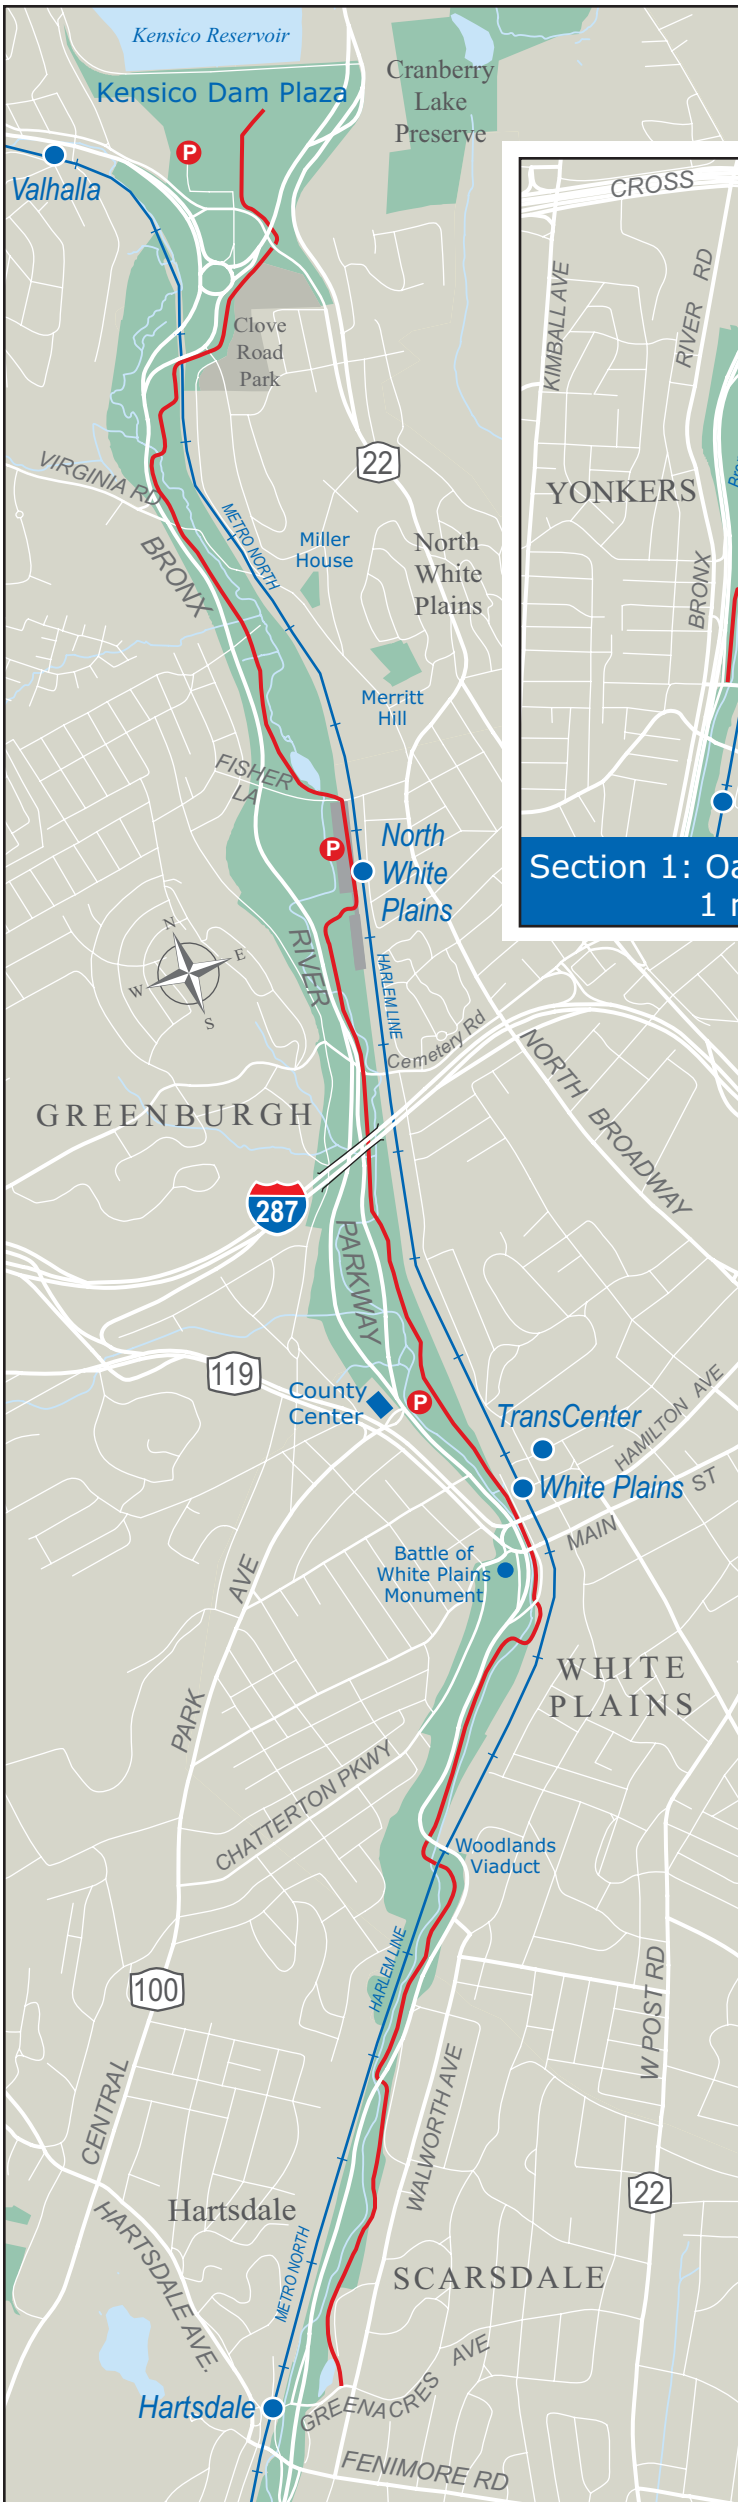 Kensico Reservoir
Kensico Dam Plaza
Cranberry
Lake
Preserve
P
Valhalla
CROSS
KIMBALL AVE
RIVER RD
Clove
Road
Park
22
VIRGINIA RD
YONKERS
BRONX
METRO NORTH
Miller
House
North
White
Plains
BRONX
Merritt
Hill
FISHER
LA
P
North
White
Plains
Section 1: Oa
1 m
N
E
W
S
RIVER
HARLEM LINE
Cemetery Rd
NORTH BROADWAY
GREENBURGH
287
PARKWAY
119
County
Center
P
TransCenter
HAMILTON AVE
White Plains
MAIN ST
Battle of
White Plains
Monument
PARK AVE
WHITE
PLAINS
CHATTERTON PKWY
Woodlands
Viaduct
HARLEM LINE
100
W POST RD
CENTRAL
WALWORTH AVE
22
Hartsdale
HARTSDALE AVE.
METRO NORTH
SCARSDALE
Hartsdale
GREENACRES AVE
FENIMORE RD